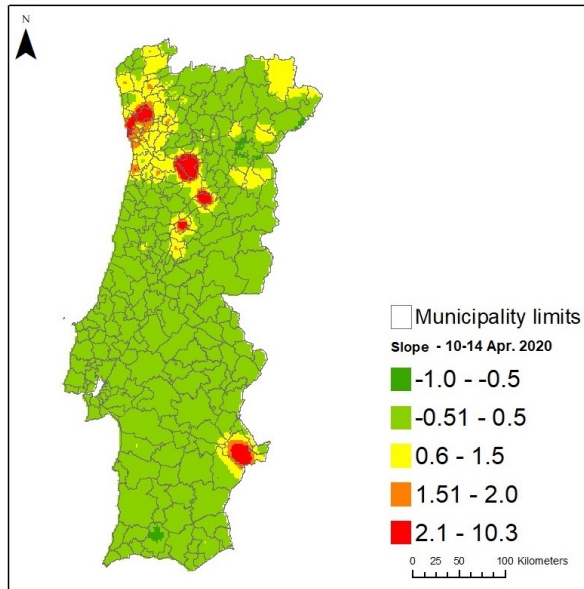 N
Municipality limits
Slope - 10-14 Apr. 2020
-1.0 - -0.5
-0.51 - 0.5
0.6 - 1.5
1.51 - 2.0
2.1 - 10.3
0 25 50 100 Kilometers